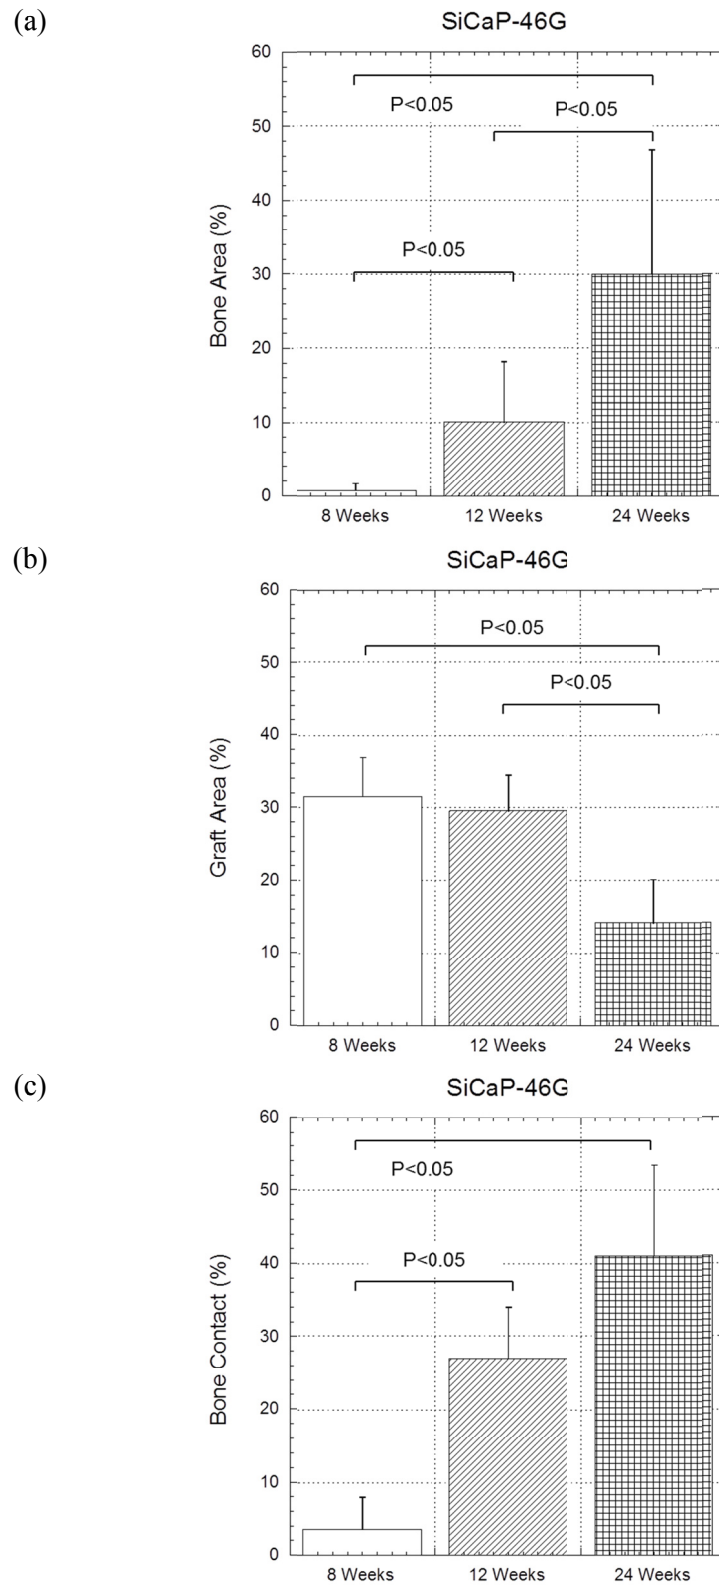 (a)
SiCaP-46G
60
P<0.05
P<0.05
50
40
P<0.05
30
20
10
0
Bone Area (%)
8 Weeks 12 Weeks 24 Weeks
(b)
SiCaP-46G
60
P<0.05
50
P<0.05
40
30
20
10
0
Graft Area (%)
8 Weeks 12 Weeks 24 Weeks
(c)
SiCaP-46G
60
P<0.05
50
40
P<0.05
30
20
10
0
Bone Contact (%)
8 Weeks 12 Weeks 24 Weeks